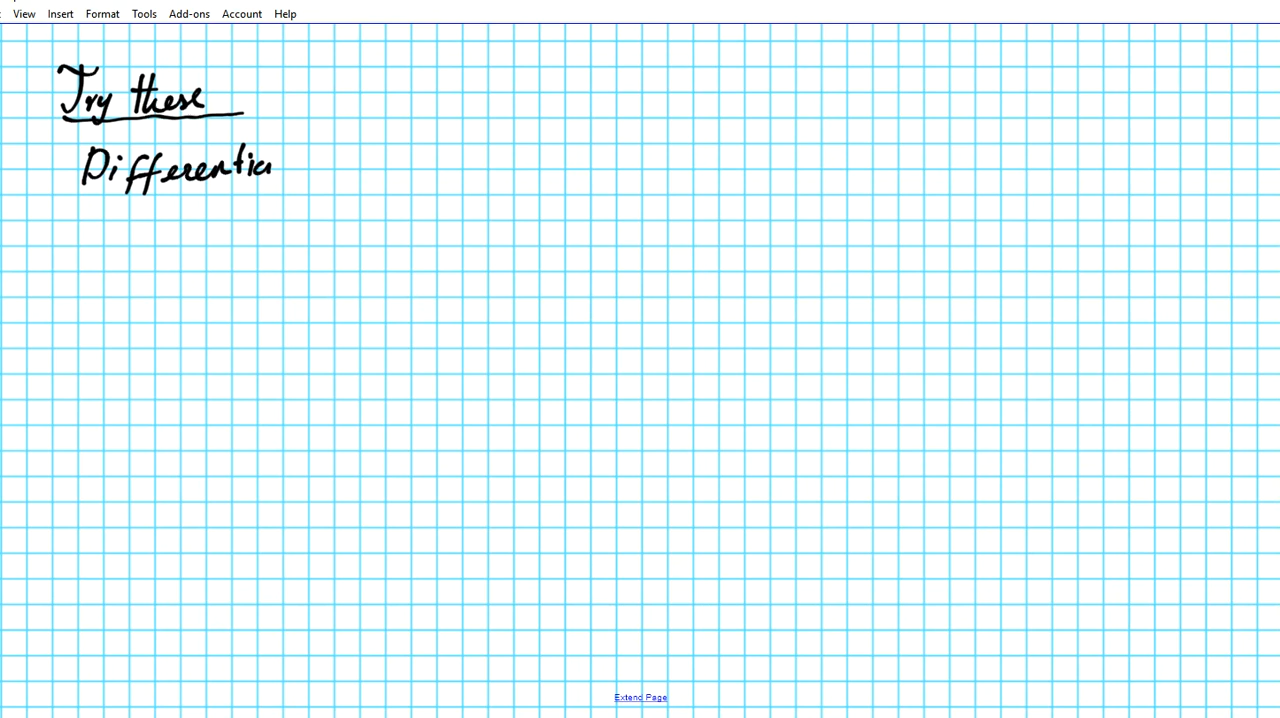 View Insert Format Tools Add-ons Account Help
Try these
Differentia
Extend Page